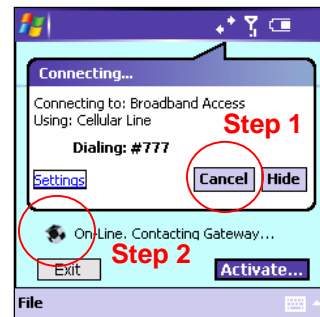 Connecting...
Connecting to: Broadband Access
Using: Cellular Line
Step 1
Dialing: #777
Settings
Cancel
Hide
On-Line. Contacting Gateway...
Step 2
Exit
Activate...
File